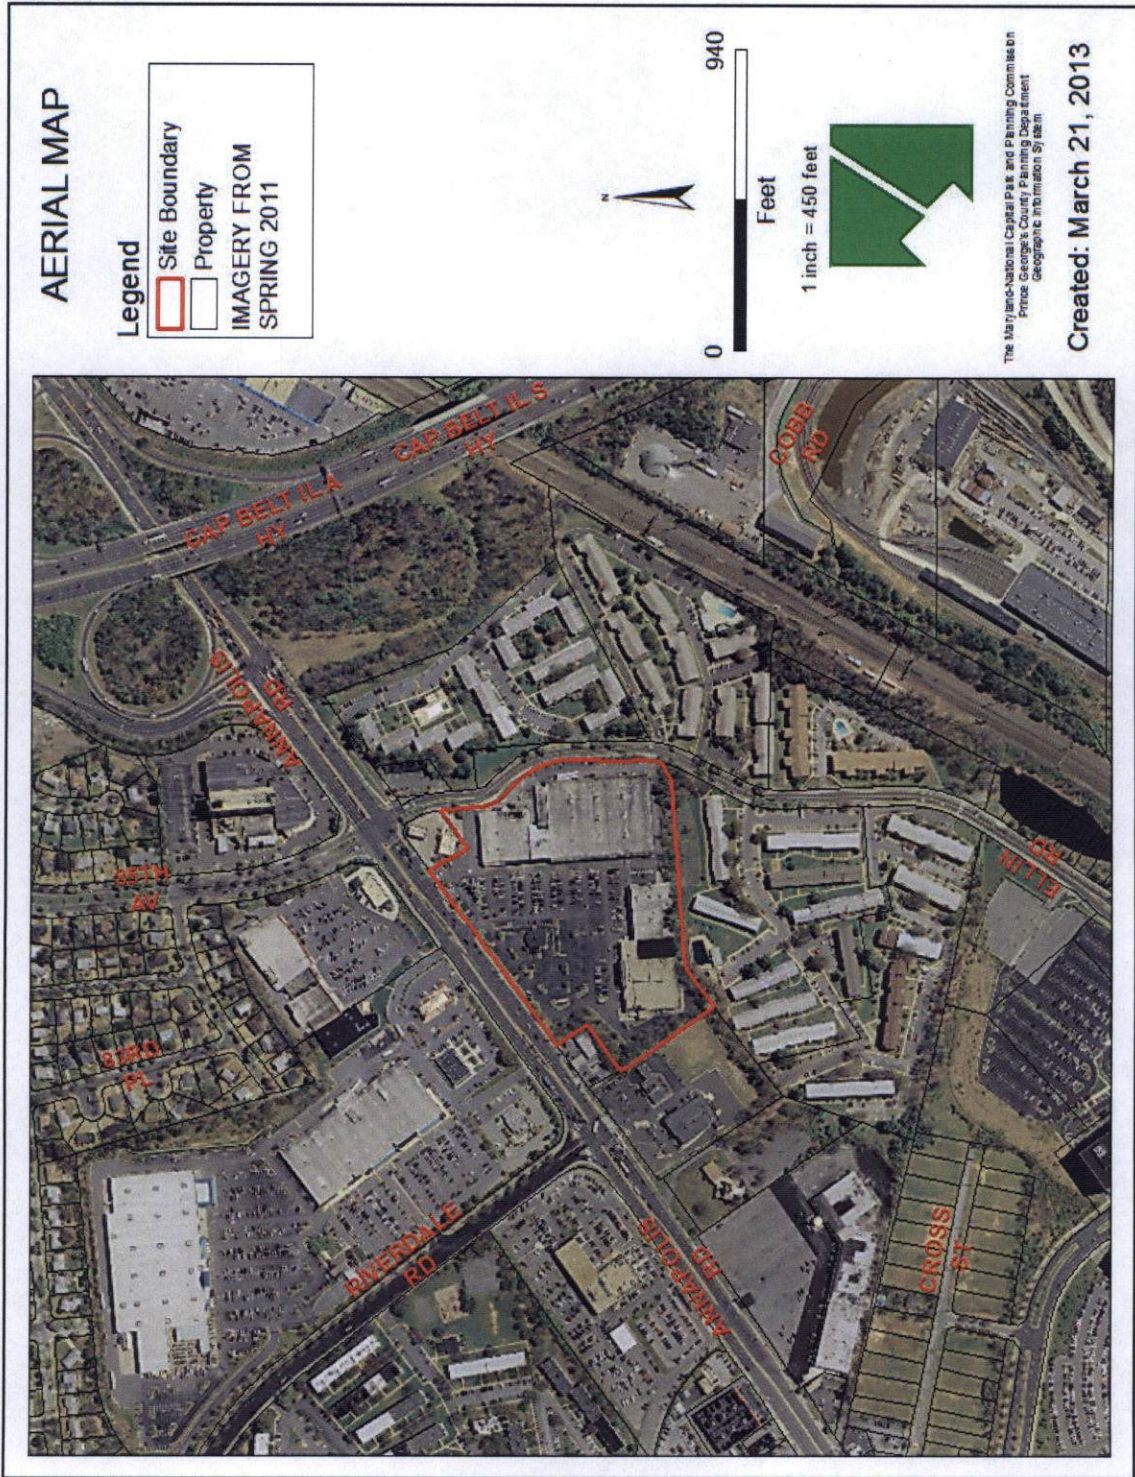 AERIAL MAP
Legend
Site Boundary
Property
IMAGERY FROM
SPRING 2011
N
0
940
Feet
1 inch = 450 feet
The Maryland-National Capital Park and Planning Commission
Prince George's County Planning Department
Geographic Information System
Created: March 21, 2013
CAP BELT IL A
HY
CAP BELT IL S
HY
ANNAPOLIS
RD
85TH
AV
83RD
PL
RIVERDALE
RD
ANNAPOLIS
RD
COBB
RD
ELLIN
RD
CROSS
ST